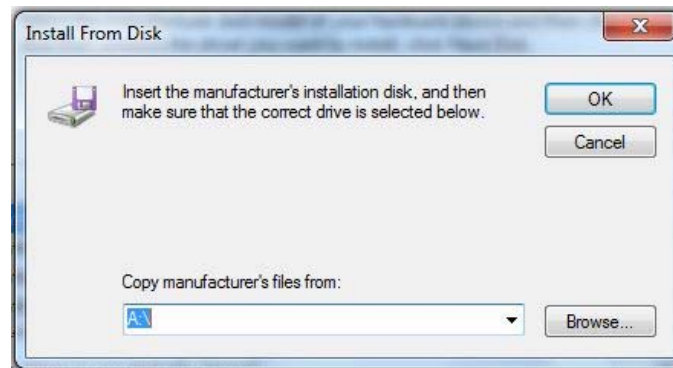 Install From Disk
Insert the manufacturer's installation disk, and then
make sure that the correct drive is selected below.
OK
Cancel
Copy manufacturer's files from:
A:\
Browse...